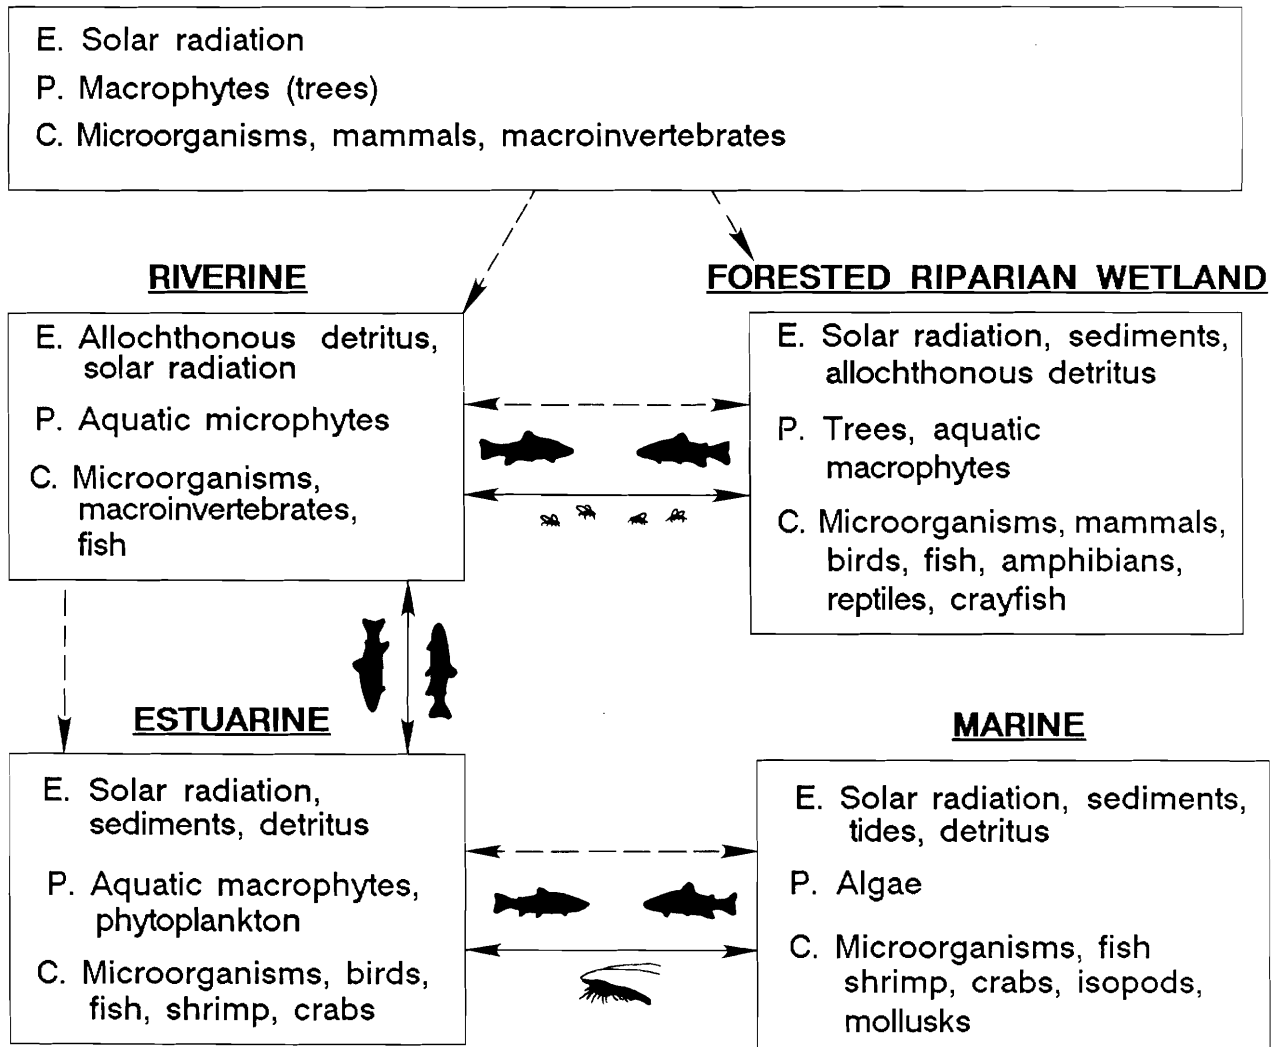 E. Solar radiation
P. Macrophytes (trees)
C. Microorganisms, mammals, macroinvertebrates
RIVERINE
E. Allochthonous detritus,
solar radiation
P. Aquatic microphytes
C. Microorganisms,
macroinvertebrates,
fish
FORESTED RIPARIAN WETLAND
E. Solar radiation, sediments,
allochthonous detritus
P. Trees, aquatic
macrophytes
C. Microorganisms, mammals,
birds, fish, amphibians,
reptiles, crayfish
ESTUARINE
E. Solar radiation,
sediments, detritus
P. Aquatic macrophytes,
phytoplankton
C. Microorganisms, birds,
fish, shrimp, crabs
MARINE
E. Solar radiation, sediments,
tides, detritus
P. Algae
C. Microorganisms, fish
shrimp, crabs, isopods,
mollusks